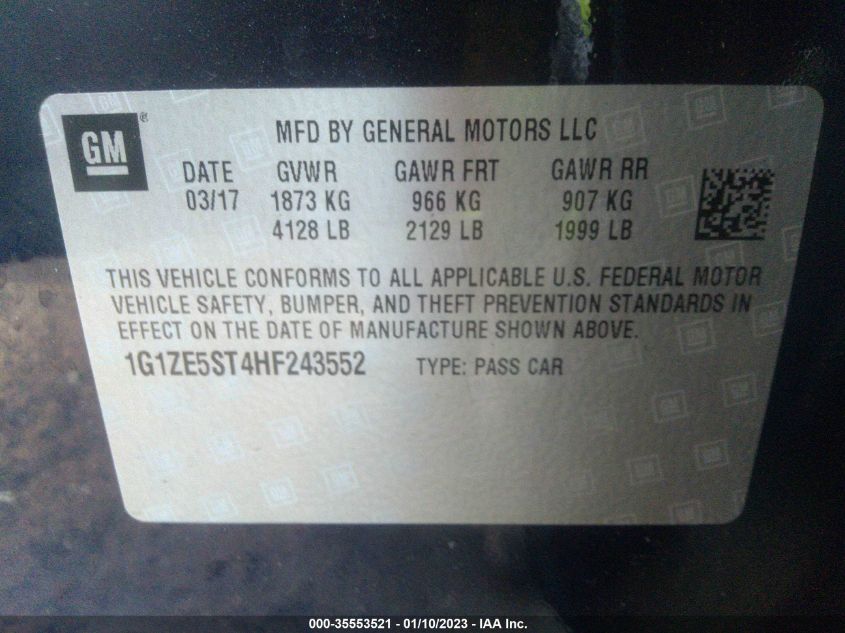 GM ®
MFD BY GENERAL MOTORS LLC
DATE GVWR GAWR FRT GAWR RR
03/17 1873 KG 966 KG 907 KG
4128 LB 2129 LB 1999 LB
THIS VEHICLE CONFORMS TO ALL APPLICABLE U.S. FEDERAL MOTOR
VEHICLE SAFETY, BUMPER, AND THEFT PREVENTION STANDARDS IN
EFFECT ON THE DATE OF MANUFACTURE SHOWN ABOVE.
1G1ZE5ST4HF243552 TYPE: PASS CAR
000-35553521 - 01/10/2023 - IAA Inc.